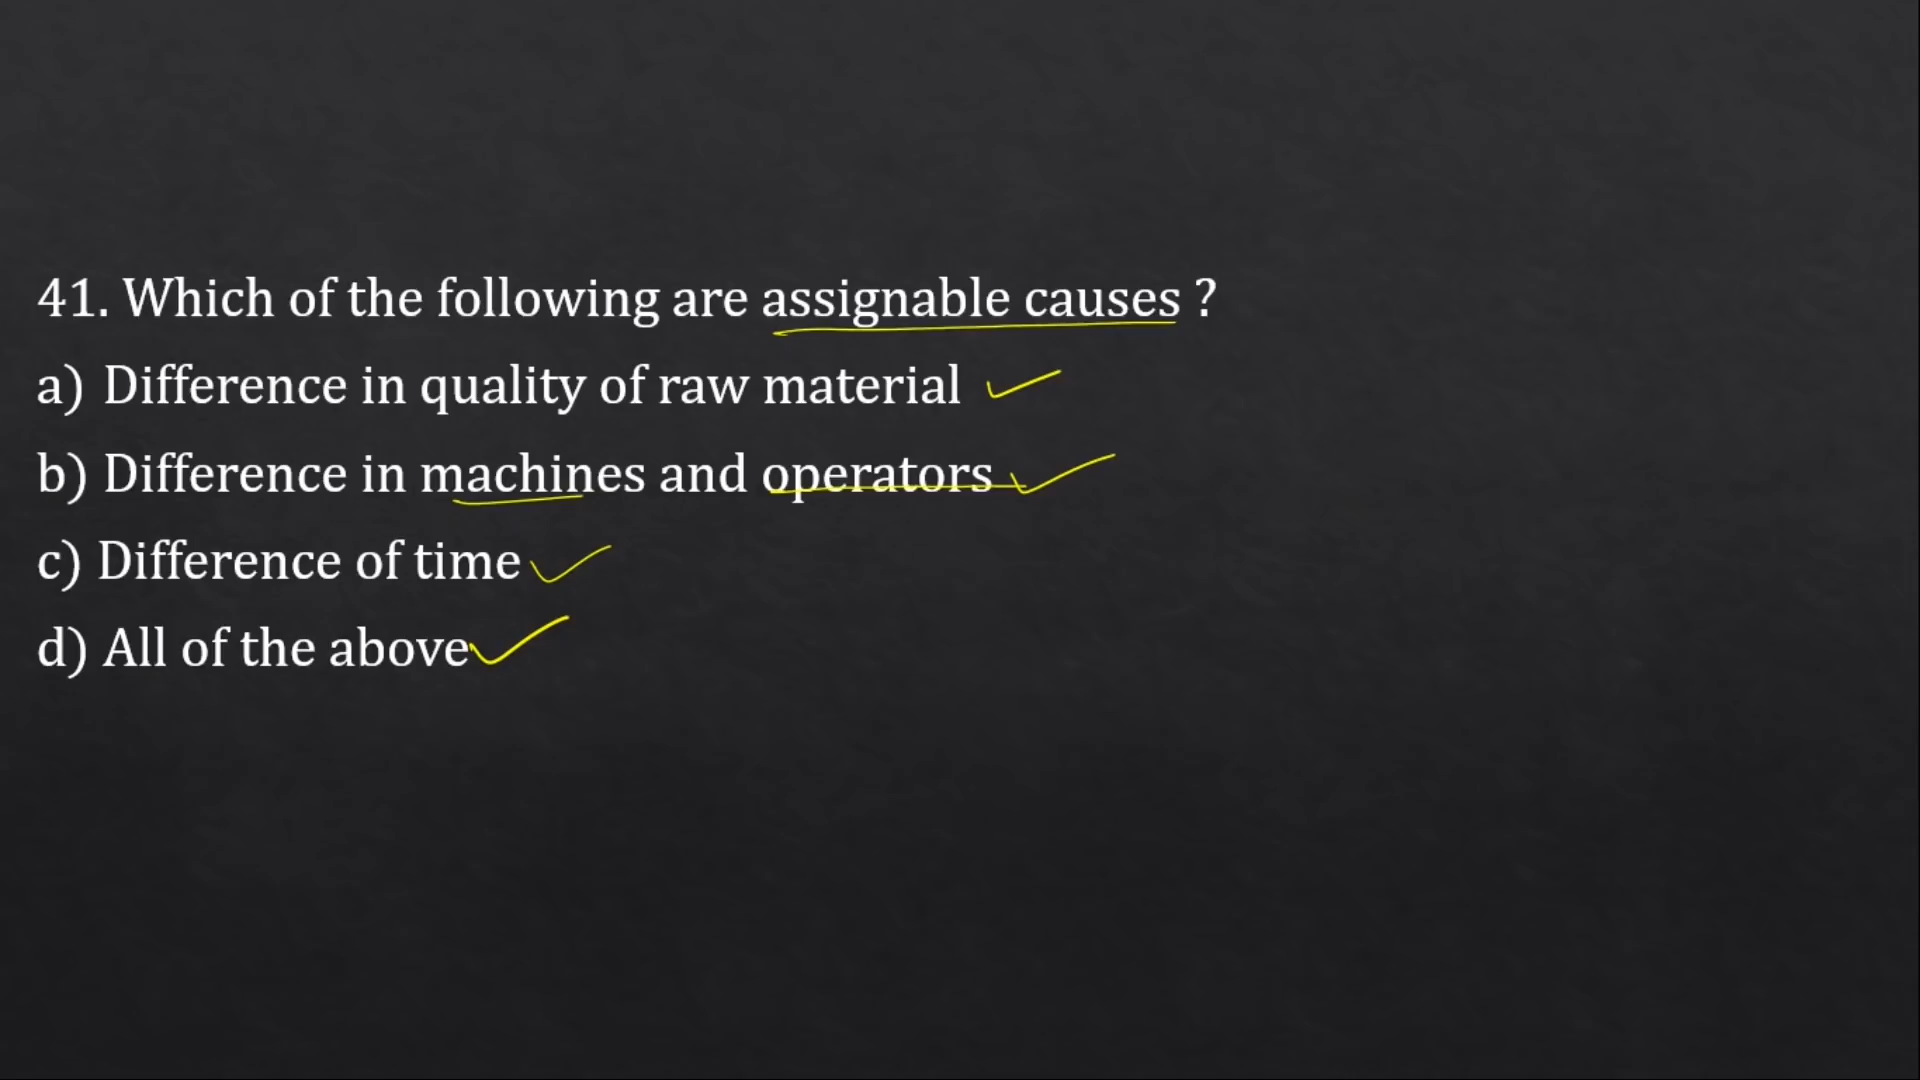 41. Which of the following are assignable causes ?
a) Difference in quality of raw material
b) Difference in machines and operators
c) Difference of time
d) All of the above